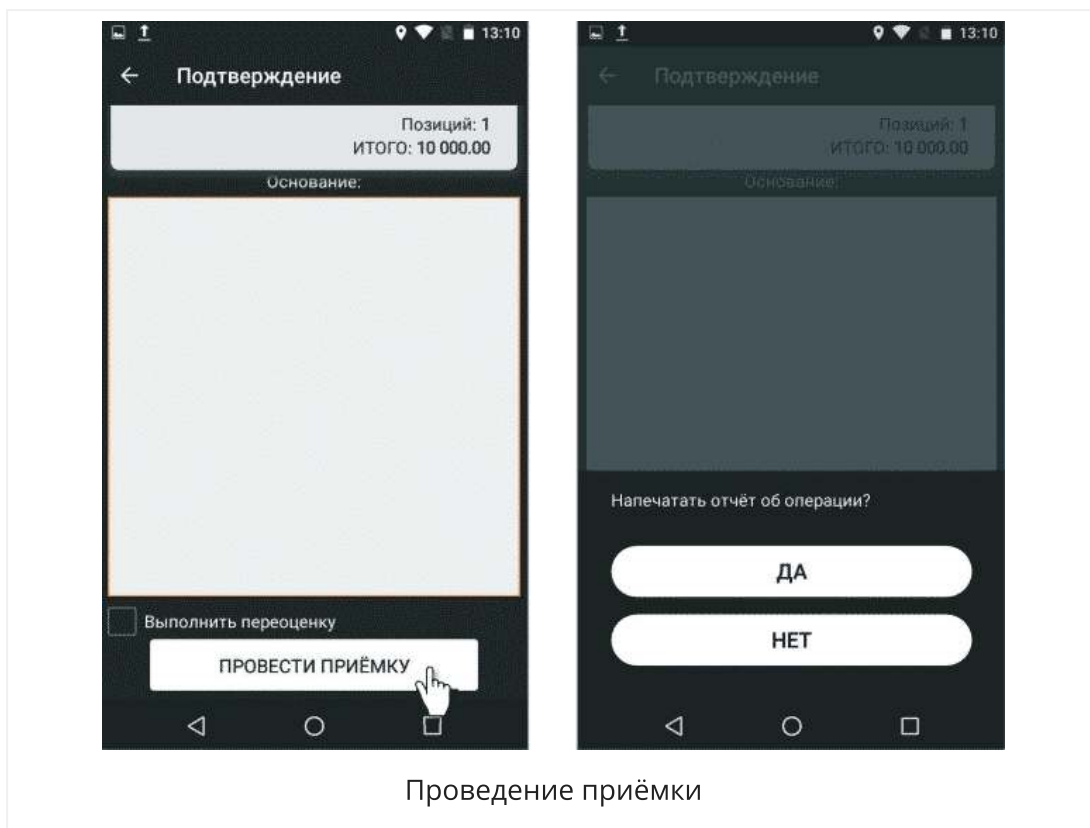 13:10
Подтверждение
Позиций: 1
ИТОГО: 10 000.00
Основание:
Выполнить переоценку
ПРОВЕСТИ ПРИЁМКУ
13:10
Подтверждение
Позиций: 1
ИТОГО: 10 000.00
Основание:
Напечатать отчёт об операции?
ДА
НЕТ
Проведение приёмки